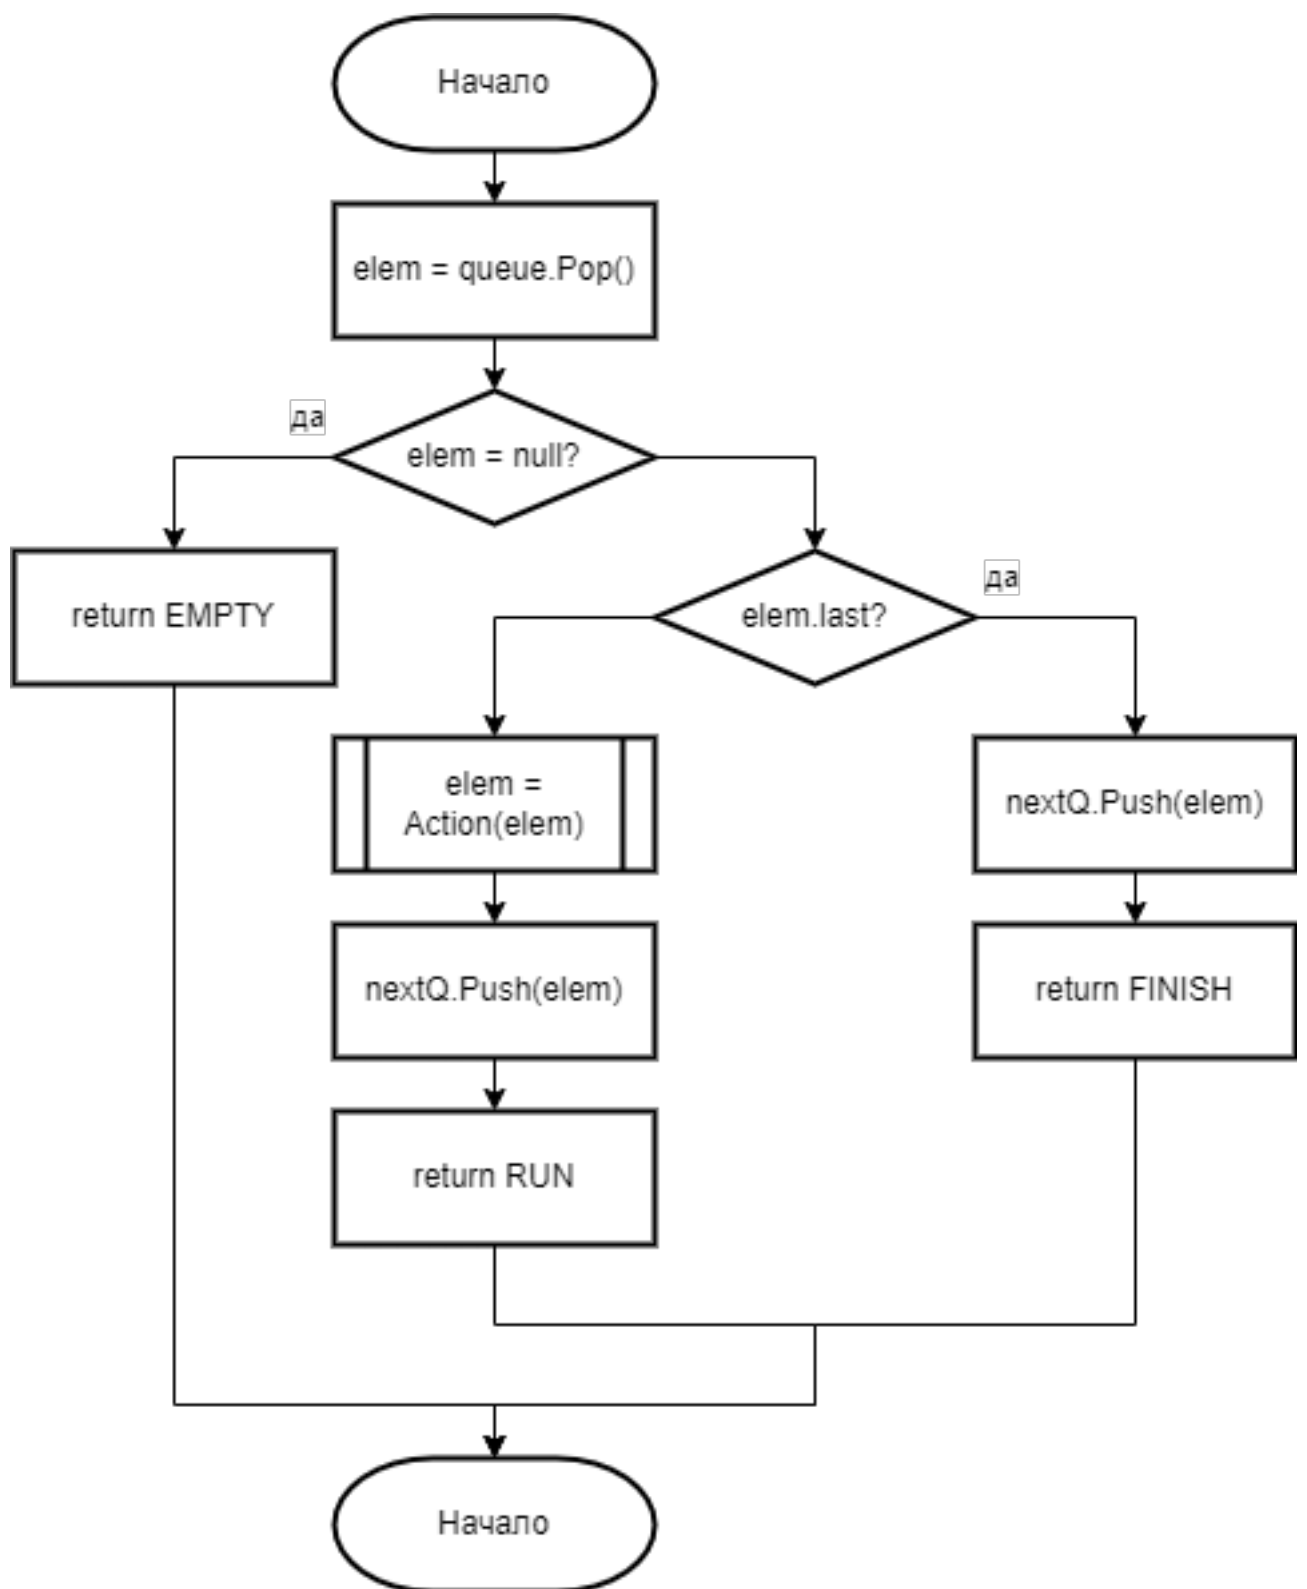 Начало
elem = queue.Pop()
да
elem = null?
return EMPTY
да
elem.last?
elem =
Action(elem)
nextQ.Push(elem)
nextQ.Push(elem)
return FINISH
return RUN
Начало